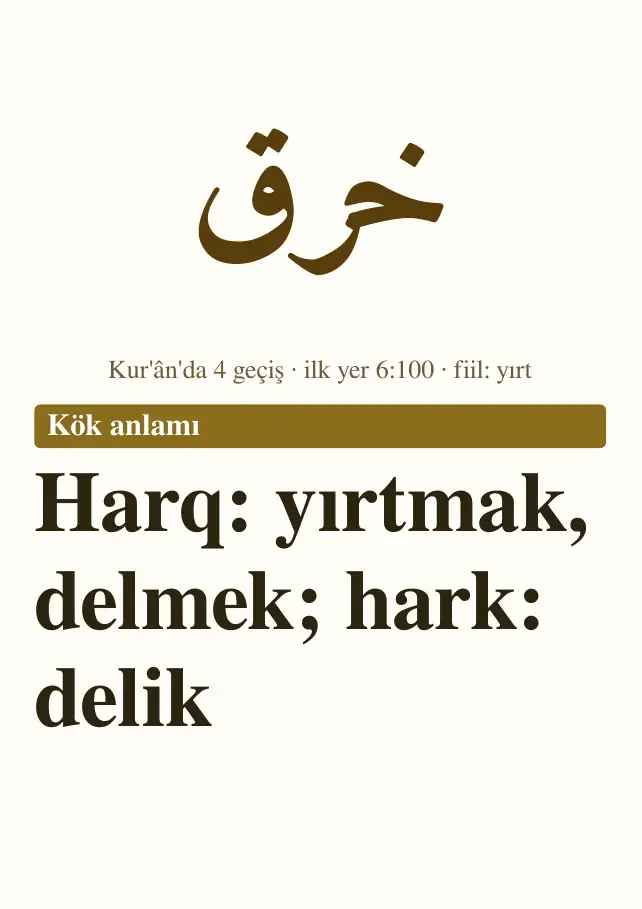 خرق
Kur'ân'da 4 geçiş · ilk yer 6:100 · fiil: yırt
Kök anlamı
Harq: yırtmak,
delmek; hark:
delik